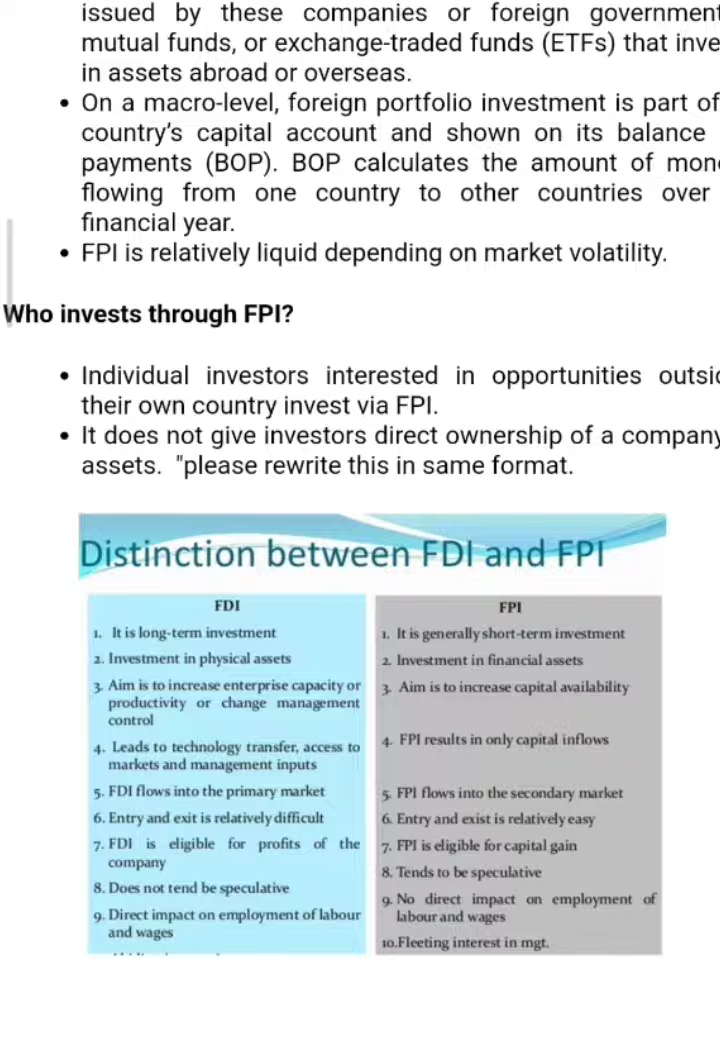 issued by these companies or foreign government
mutual funds, or exchange-traded funds (ETFs) that inve
in assets abroad or overseas.
• On a macro-level, foreign portfolio investment is part of
country's capital account and shown on its balance
payments (BOP). BOP calculates the amount of mon
flowing from one country to other countries over
financial year.
• FPI is relatively liquid depending on market volatility.
Who invests through FPI?
• Individual investors interested in opportunities outsi
their own country invest via FPI.
• It does not give investors direct ownership of a company
assets. "please rewrite this in same format.
Distinction between FDI and FPI
FDI
1. It is long-term investment
2. Investment in physical assets
3. Aim is to increase enterprise capacity or
productivity or change management
control
4. Leads to technology transfer, access to
markets and management inputs
5. FDI flows into the primary market
6. Entry and exit is relatively difficult
7. FDI is eligible for profits of the
company
8. Does not tend be speculative
9. Direct impact on employment of labour
and wages
FPI
1. It is generally short-term investment
2. Investment in financial assets
3. Aim is to increase capital availability
4. FPI results in only capital inflows
5. FPI flows into the secondary market
6. Entry and exist is relatively easy
7. FPI is eligible for capital gain
8. Tends to be speculative
9. No direct impact on employment of
labour and wages
10.Fleeting interest in mgt.